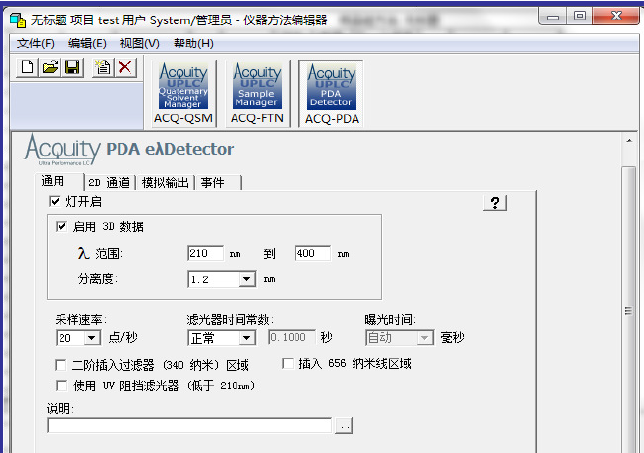 无标题 项目 test用户 System/管理员 - 仪器方法编辑器
文件(F) 编辑(E) 视图(V) 帮助(H)
Acquity UPLC Quaternary Solvent Manager
Acquity UPLC Sample Manager
Acquity UPLC PDA Detector
ACQ-QSM ACQ-FTN ACQ-PDA
Acquity PDA eλDetector
Ultra Performance LC
通用 2D 通道 模拟输出 事件
灯开启 ?
启用 3D 数据
λ 范围: 210 nm 到 400 nm
分离度: 1.2 nm
采样速率: 滤光器时间常数: 曝光时间:
20 点/秒 正常 0.1000 秒 自动 毫秒
二阶插入过滤器 (340 纳米) 区域 插入 656 纳米线区域
使用 UV 阻挡滤光器 (低于 210nm)
说明:
..